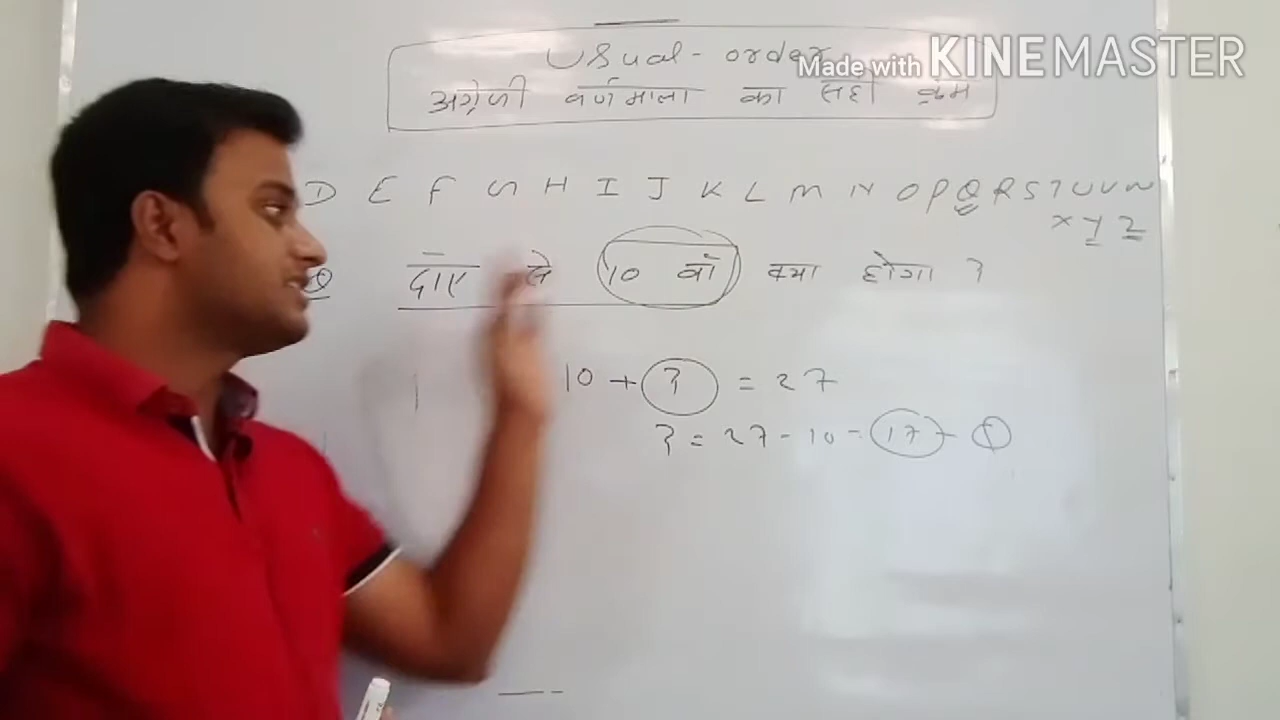 Usual - order
Made with KINEMASTER
अंग्रेजी वर्णमाला का सही क्रम
D E F G H I J K L M N O P Q R S T U V W
X Y Z
Q दाएं से 10 वां क्या होगा ?
10 + ? = 27
? = 27 - 10 = 17 -